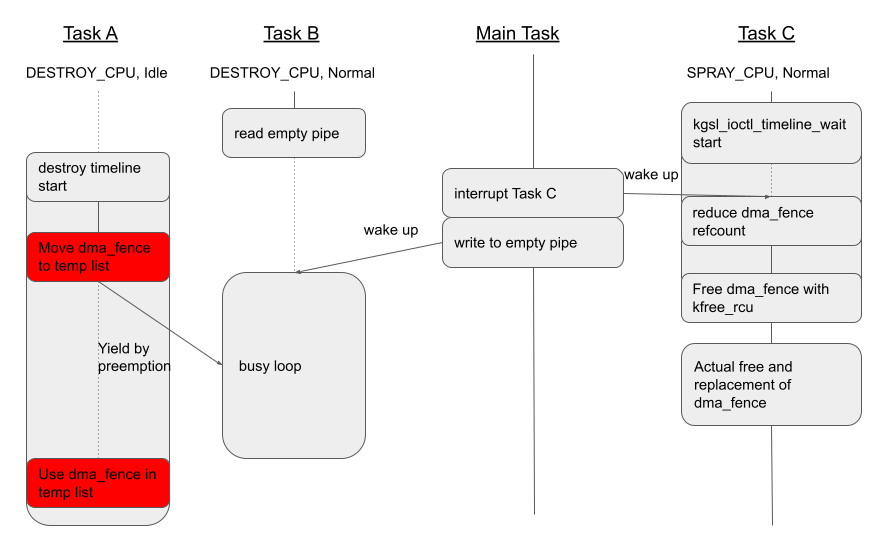 Task A
Task B
Main Task
Task C
DESTROY_CPU, Idle
DESTROY_CPU, Normal
SPRAY_CPU, Normal
read empty pipe
kgsl_ioctl_timeline_wait
start
destroy timeline
start
interrupt Task C
wake up
reduce dma_fence
refcount
wake up
write to empty pipe
Move dma_fence
to temp list
Free dma_fence with
kfree_rcu
Yield by
preemption
busy loop
Actual free and
replacement of
dma_fence
Use dma_fence in
temp list